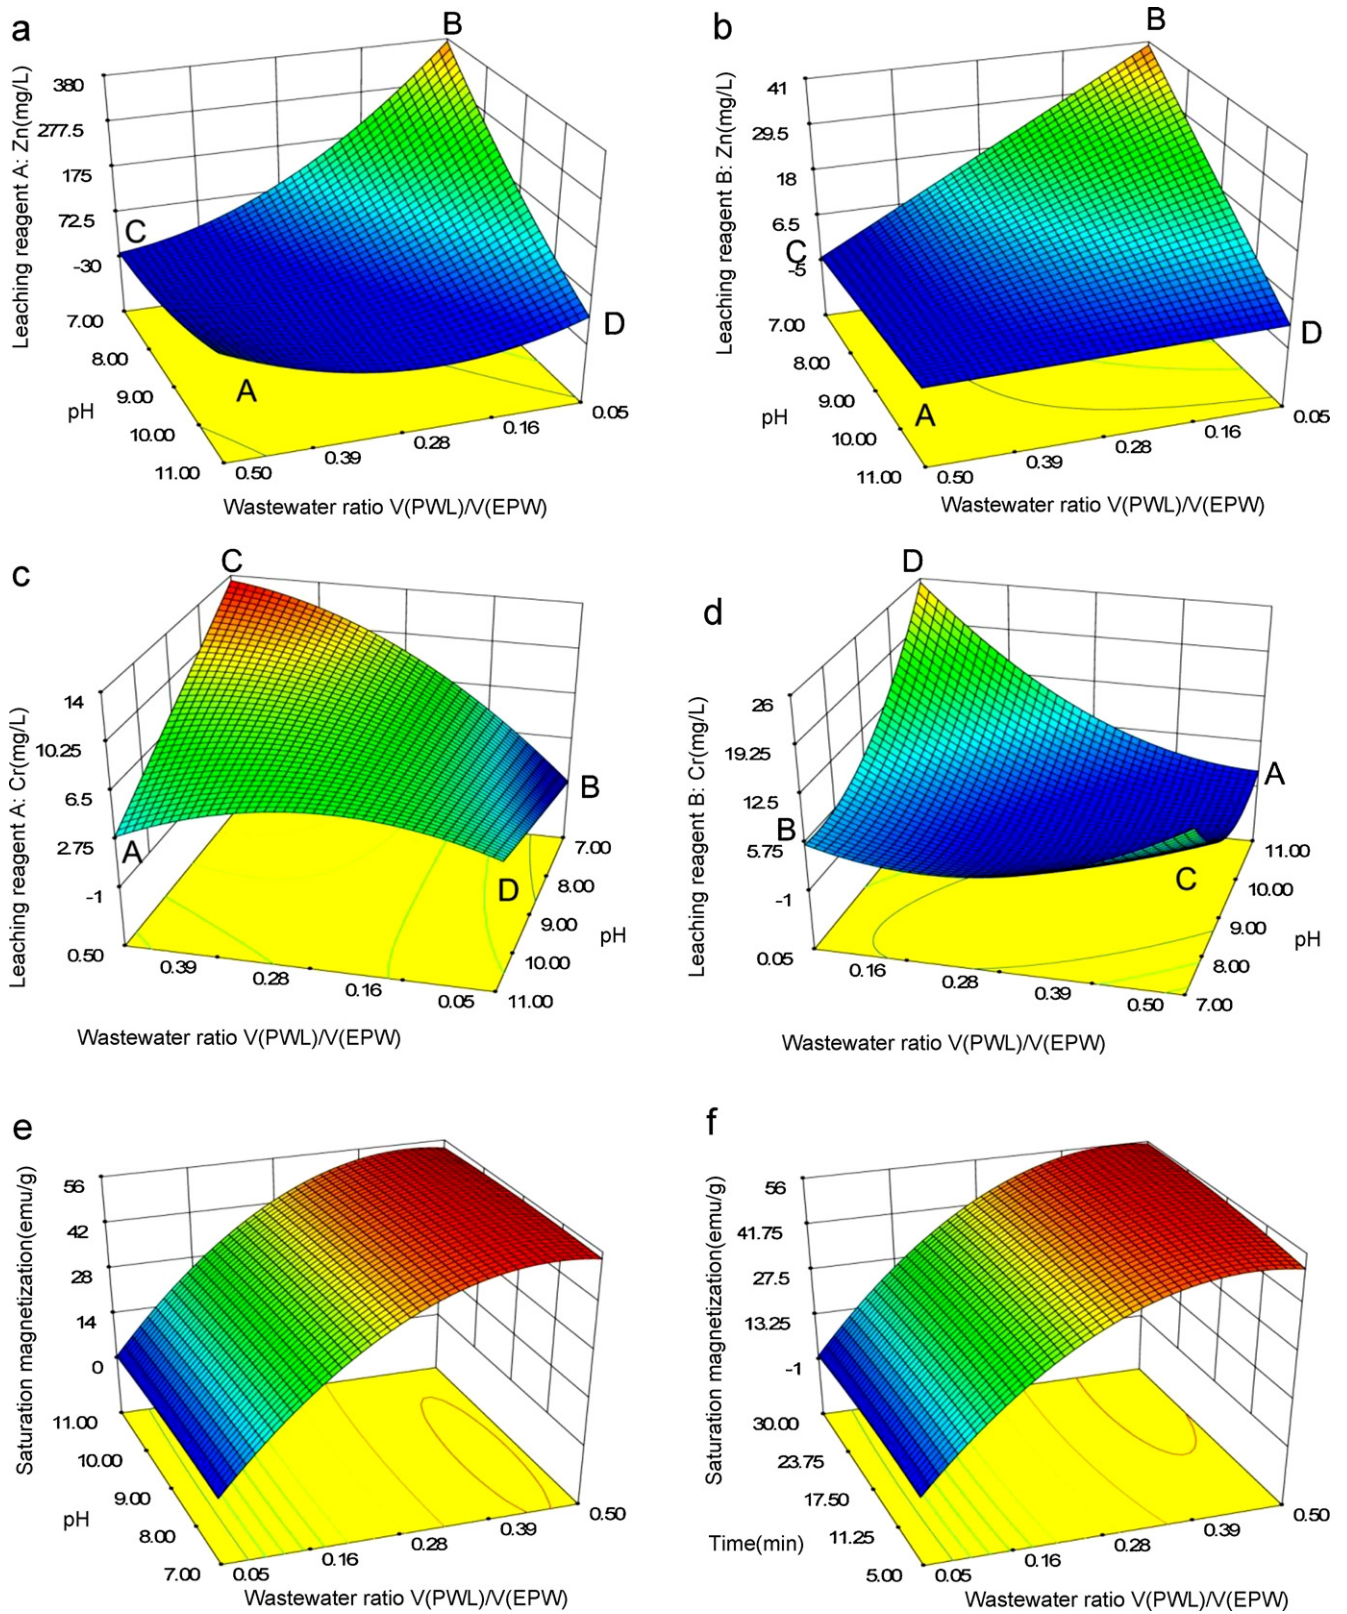 a
B
380
277.5
175
72.5
-30
C
D
A
7.00
8.00
9.00
10.00
11.00
pH
0.50
0.39
0.28
0.16
0.05
Leaching reagent A: Zn(mg/L)
Wastewater ratio V(PWL)/V(EPW)
b
B
41
29.5
18
6.5
-5
C
D
A
7.00
8.00
9.00
10.00
11.00
pH
0.50
0.39
0.28
0.16
0.05
Leaching reagent B: Zn(mg/L)
Wastewater ratio V(PWL)/V(EPW)
c
C
14
10.25
6.5
2.75
-1
A
B
D
0.50
0.39
0.28
0.16
0.05
7.00
8.00
9.00
10.00
11.00
pH
Leaching reagent A: Cr(mg/L)
Wastewater ratio V(PWL)/V(EPW)
d
D
26
19.25
12.5
5.75
-1
B
A
C
0.05
0.16
0.28
0.39
0.50
11.00
10.00
9.00
8.00
7.00
pH
Leaching reagent B: Cr(mg/L)
Wastewater ratio V(PWL)/V(EPW)
e
56
42
28
14
0
11.00
10.00
9.00
8.00
7.00
pH
0.05
0.16
0.28
0.39
0.50
Saturation magnetization(emu/g)
Wastewater ratio V(PWL)/V(EPW)
f
56
41.75
27.5
13.25
-1
30.00
23.75
17.50
11.25
5.00
Time(min)
0.05
0.16
0.28
0.39
0.50
Saturation magnetization(emu/g)
Wastewater ratio V(PWL)/V(EPW)